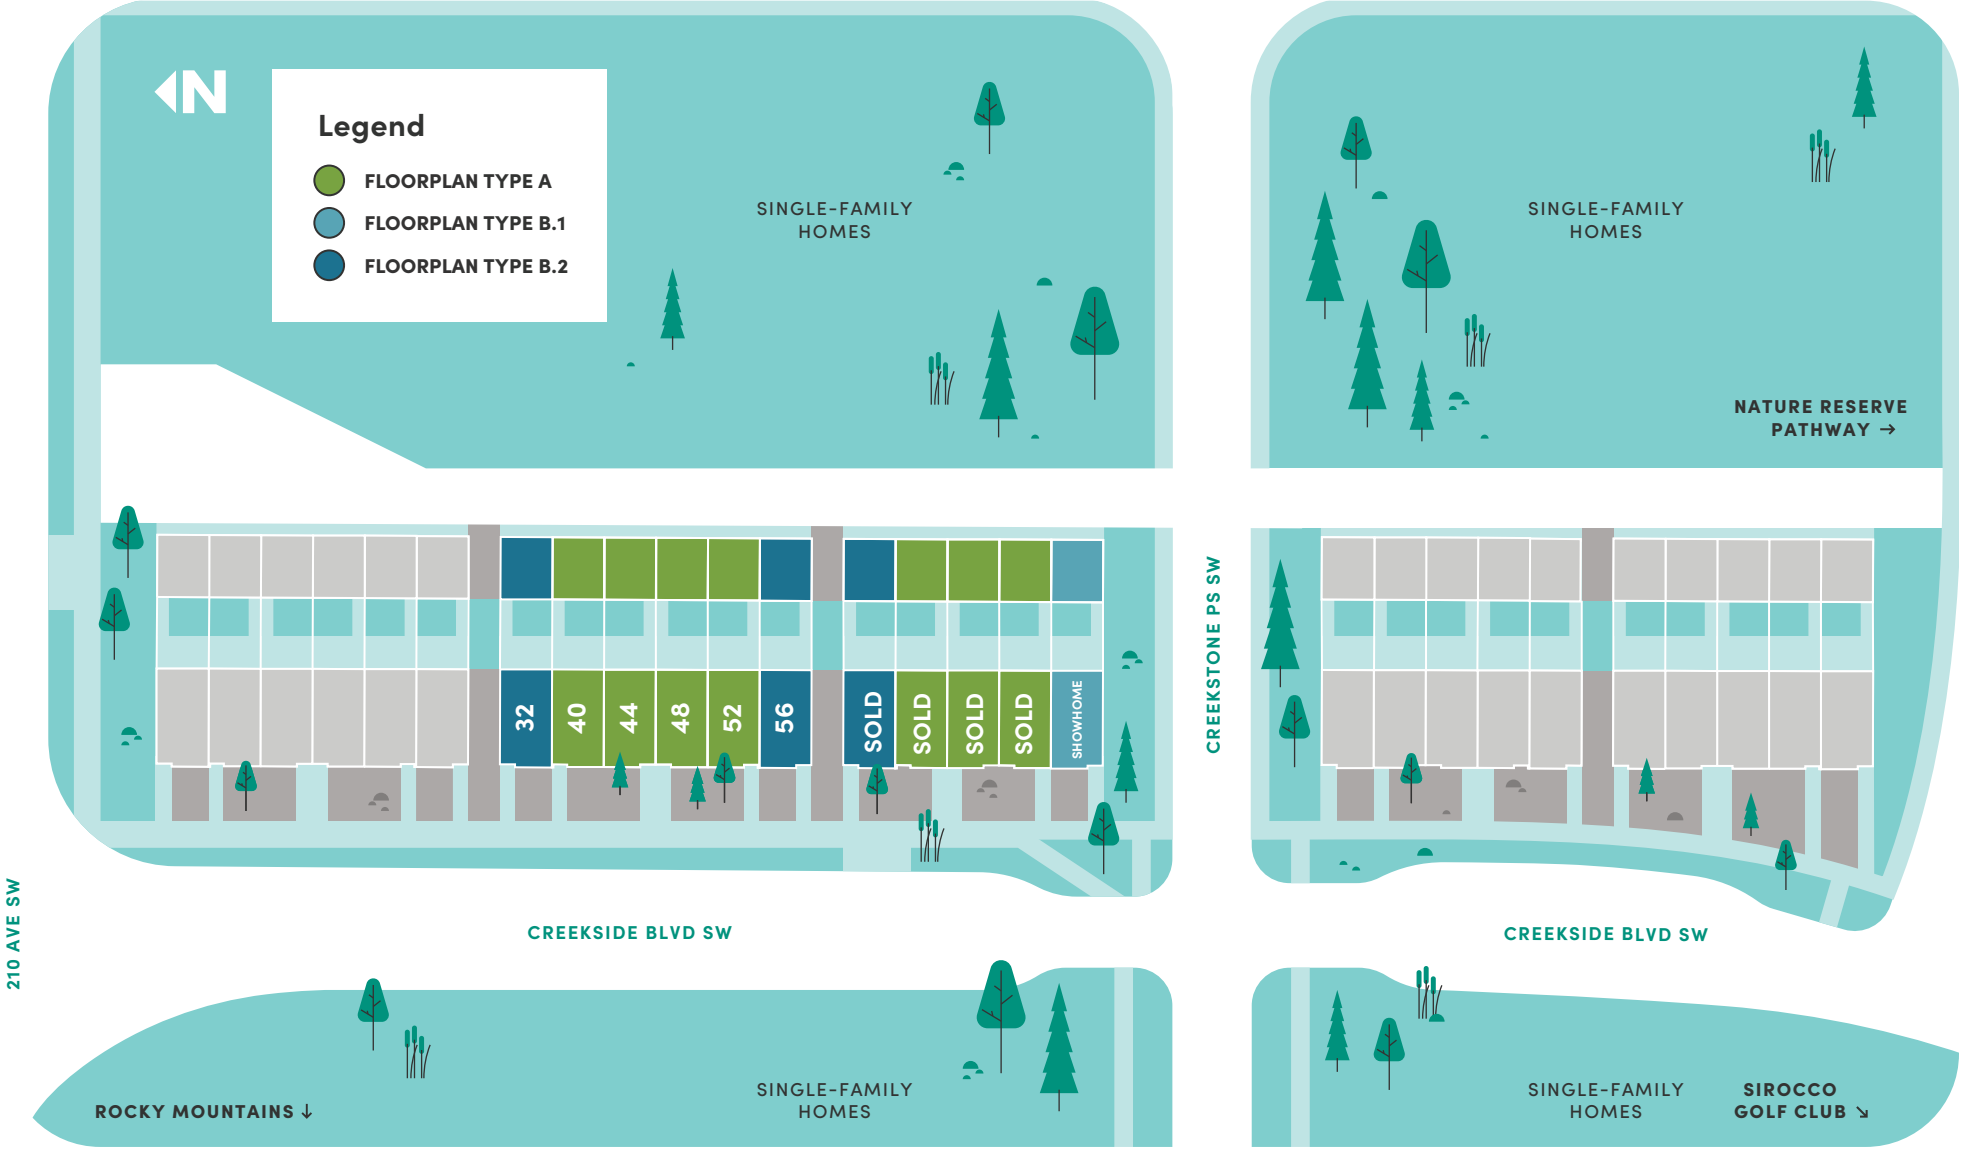 N
Legend
FLOORPLAN TYPE A
FLOORPLAN TYPE B.1
FLOORPLAN TYPE B.2
SINGLE-FAMILY
HOMES
SINGLE-FAMILY
HOMES
NATURE RESERVE
PATHWAY →
32
40
44
48
52
56
SOLD
SOLD
SOLD
SOLD
SHOWHOME
CREEKSTONE PS SW
210 AVE SW
CREEKSIDE BLVD SW
CREEKSIDE BLVD SW
ROCKY MOUNTAINS ↓
SINGLE-FAMILY
HOMES
SINGLE-FAMILY
HOMES
SIROCCO
GOLF CLUB ↘